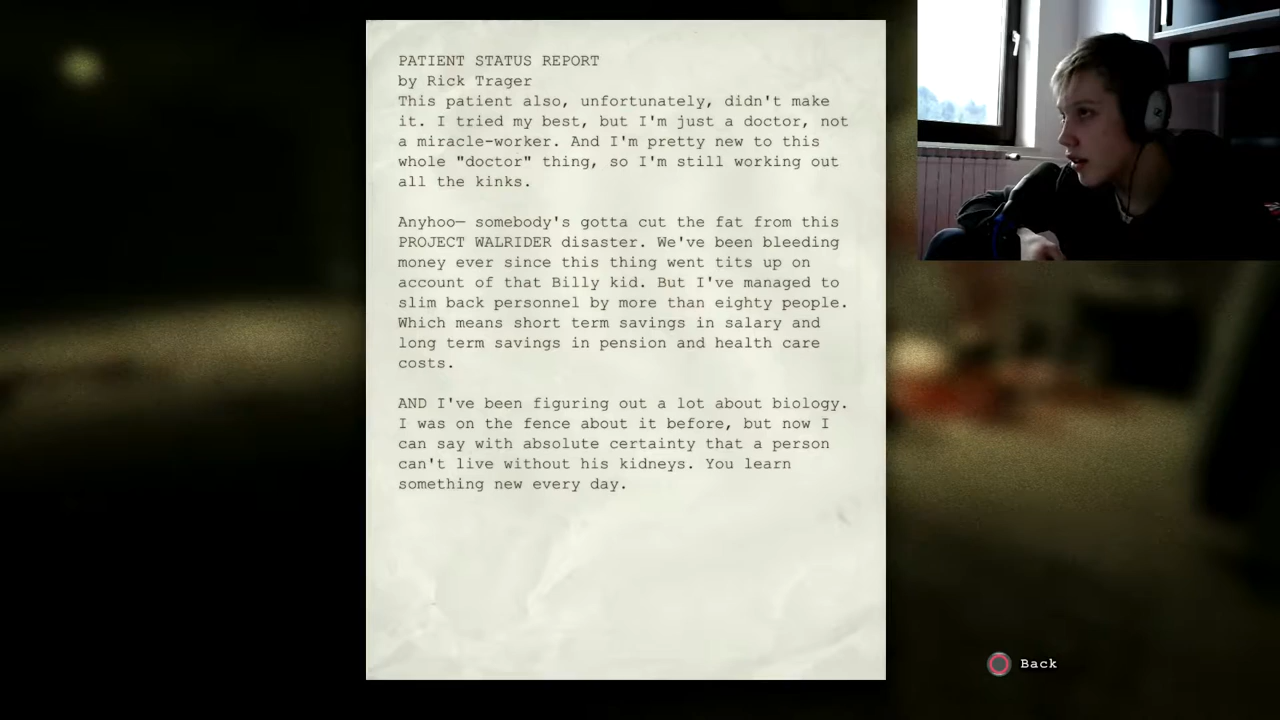 PATIENT STATUS REPORT
by Rick Trager
This patient also, unfortunately, didn't make
it. I tried my best, but I'm just a doctor, not
a miracle-worker. And I'm pretty new to this
whole "doctor" thing, so I'm still working out
all the kinks.
Anyhoo— somebody's gotta cut the fat from this
PROJECT WALRIDER disaster. We've been bleeding
money ever since this thing went tits up on
account of that Billy kid. But I've managed to
slim back personnel by more than eighty people.
Which means short term savings in salary and
long term savings in pension and health care
costs.
AND I've been figuring out a lot about biology.
I was on the fence about it before, but now I
can say with absolute certainty that a person
can't live without his kidneys. You learn
something new every day.
Back